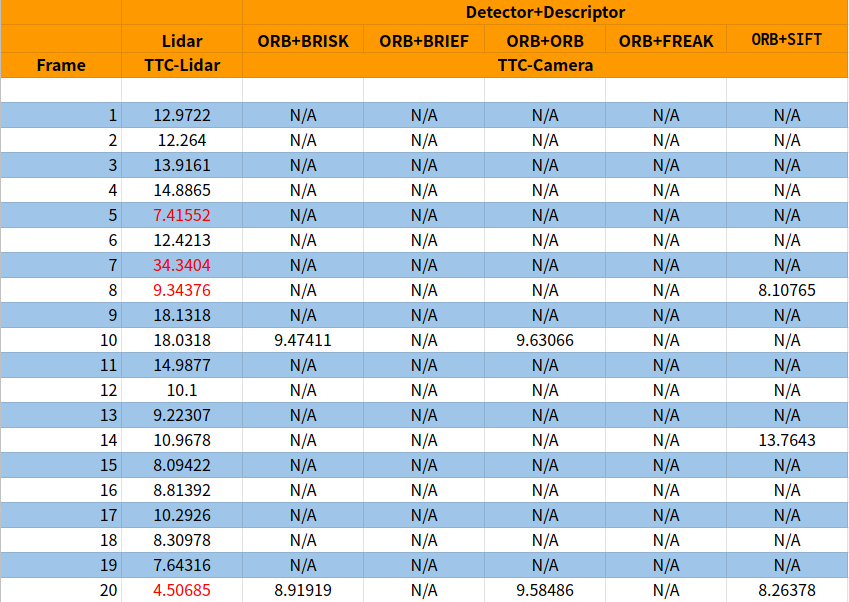 Detector+Descriptor
Lidar ORB+BRISK ORB+BRIEF ORB+ORB ORB+FREAK ORB+SIFT
Frame TTC-Lidar TTC-Camera
1 12.9722 N/A N/A N/A N/A N/A
2 12.264 N/A N/A N/A N/A N/A
3 13.9161 N/A N/A N/A N/A N/A
4 14.8865 N/A N/A N/A N/A N/A
5 7.41552 N/A N/A N/A N/A N/A
6 12.4213 N/A N/A N/A N/A N/A
7 34.3404 N/A N/A N/A N/A N/A
8 9.34376 N/A N/A N/A N/A 8.10765
9 18.1318 N/A N/A N/A N/A N/A
10 18.0318 9.47411 N/A 9.63066 N/A N/A
11 14.9877 N/A N/A N/A N/A N/A
12 10.1 N/A N/A N/A N/A N/A
13 9.22307 N/A N/A N/A N/A N/A
14 10.9678 N/A N/A N/A N/A 13.7643
15 8.09422 N/A N/A N/A N/A N/A
16 8.81392 N/A N/A N/A N/A N/A
17 10.2926 N/A N/A N/A N/A N/A
18 8.30978 N/A N/A N/A N/A N/A
19 7.64316 N/A N/A N/A N/A N/A
20 4.50685 8.91919 N/A 9.58486 N/A 8.26378